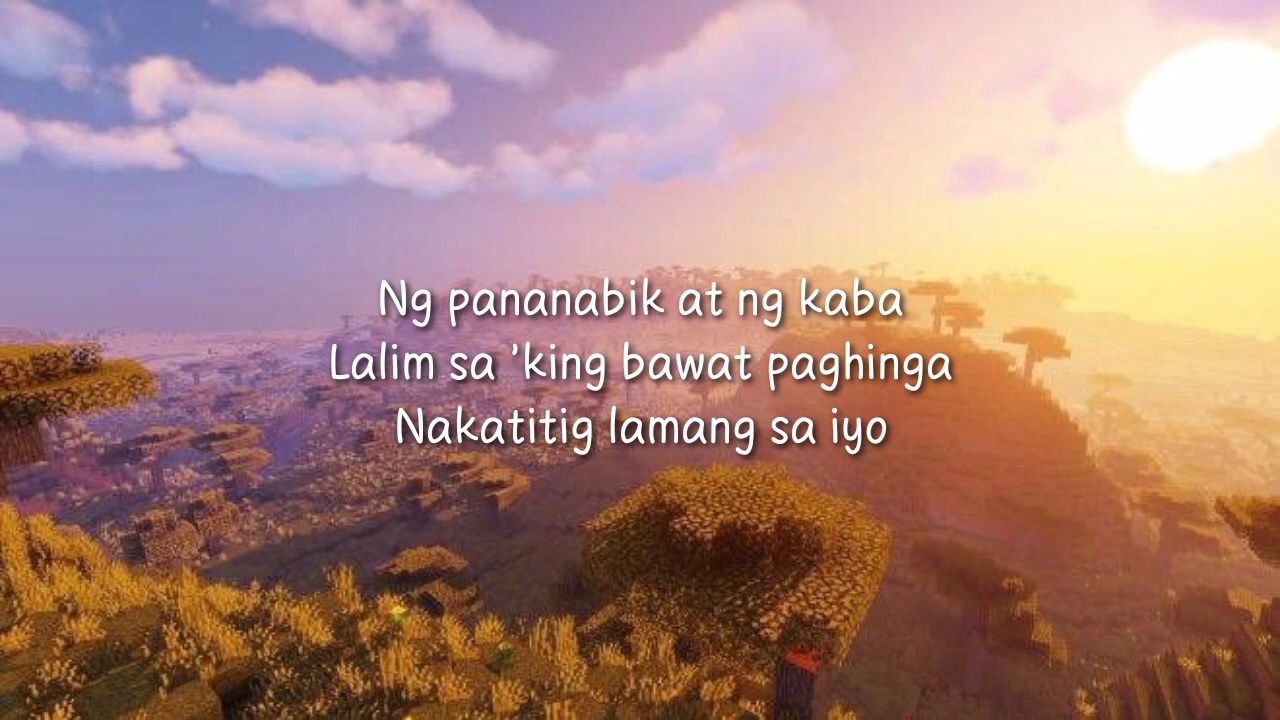 Ng pananabik at ng kaba
Lalim sa 'king bawat paghinga
Nakatitig lamang sa iyo